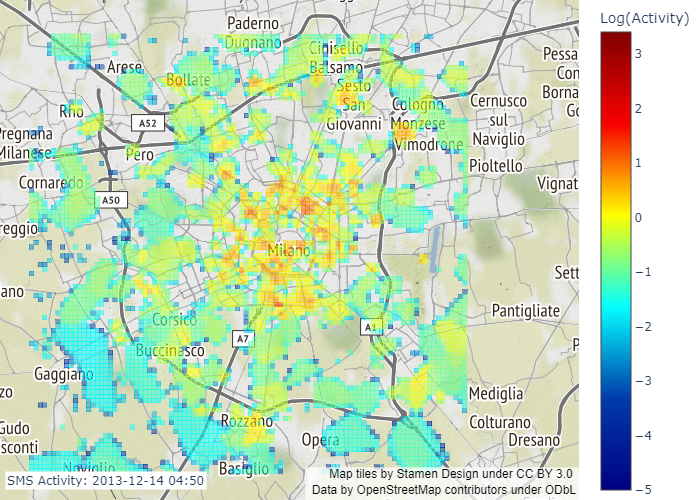 Log(Activity)
Paderno
Dugnano
Cinisello
Balsamo
Arese
Bollate
Sesto
San
Giovanni
Rho
A52
Cologno
Monzese
Cernusco
sul
Naviglio
Pessa
Con
Borna
Go
Pregnana
Milanese
Pero
Vimodrone
Pioltello
Cornaredo
A50
Vignat
reggio
Milano
Sett
ano
Pantigliate
Corsico
A7
A1
Buccinasco
P
Gaggiano
zo
Mediglia
Rozzano
Colturano
Gudo
sconti
Opera
Dresano
Noviglio
Basiglio
SMS Activity: 2013-12-14 04:50
Map tiles by Stamen Design under CC BY 3.0
Data by OpenStreetMap contributors under ODbL
3
2
1
0
−1
−2
−3
−4
−5